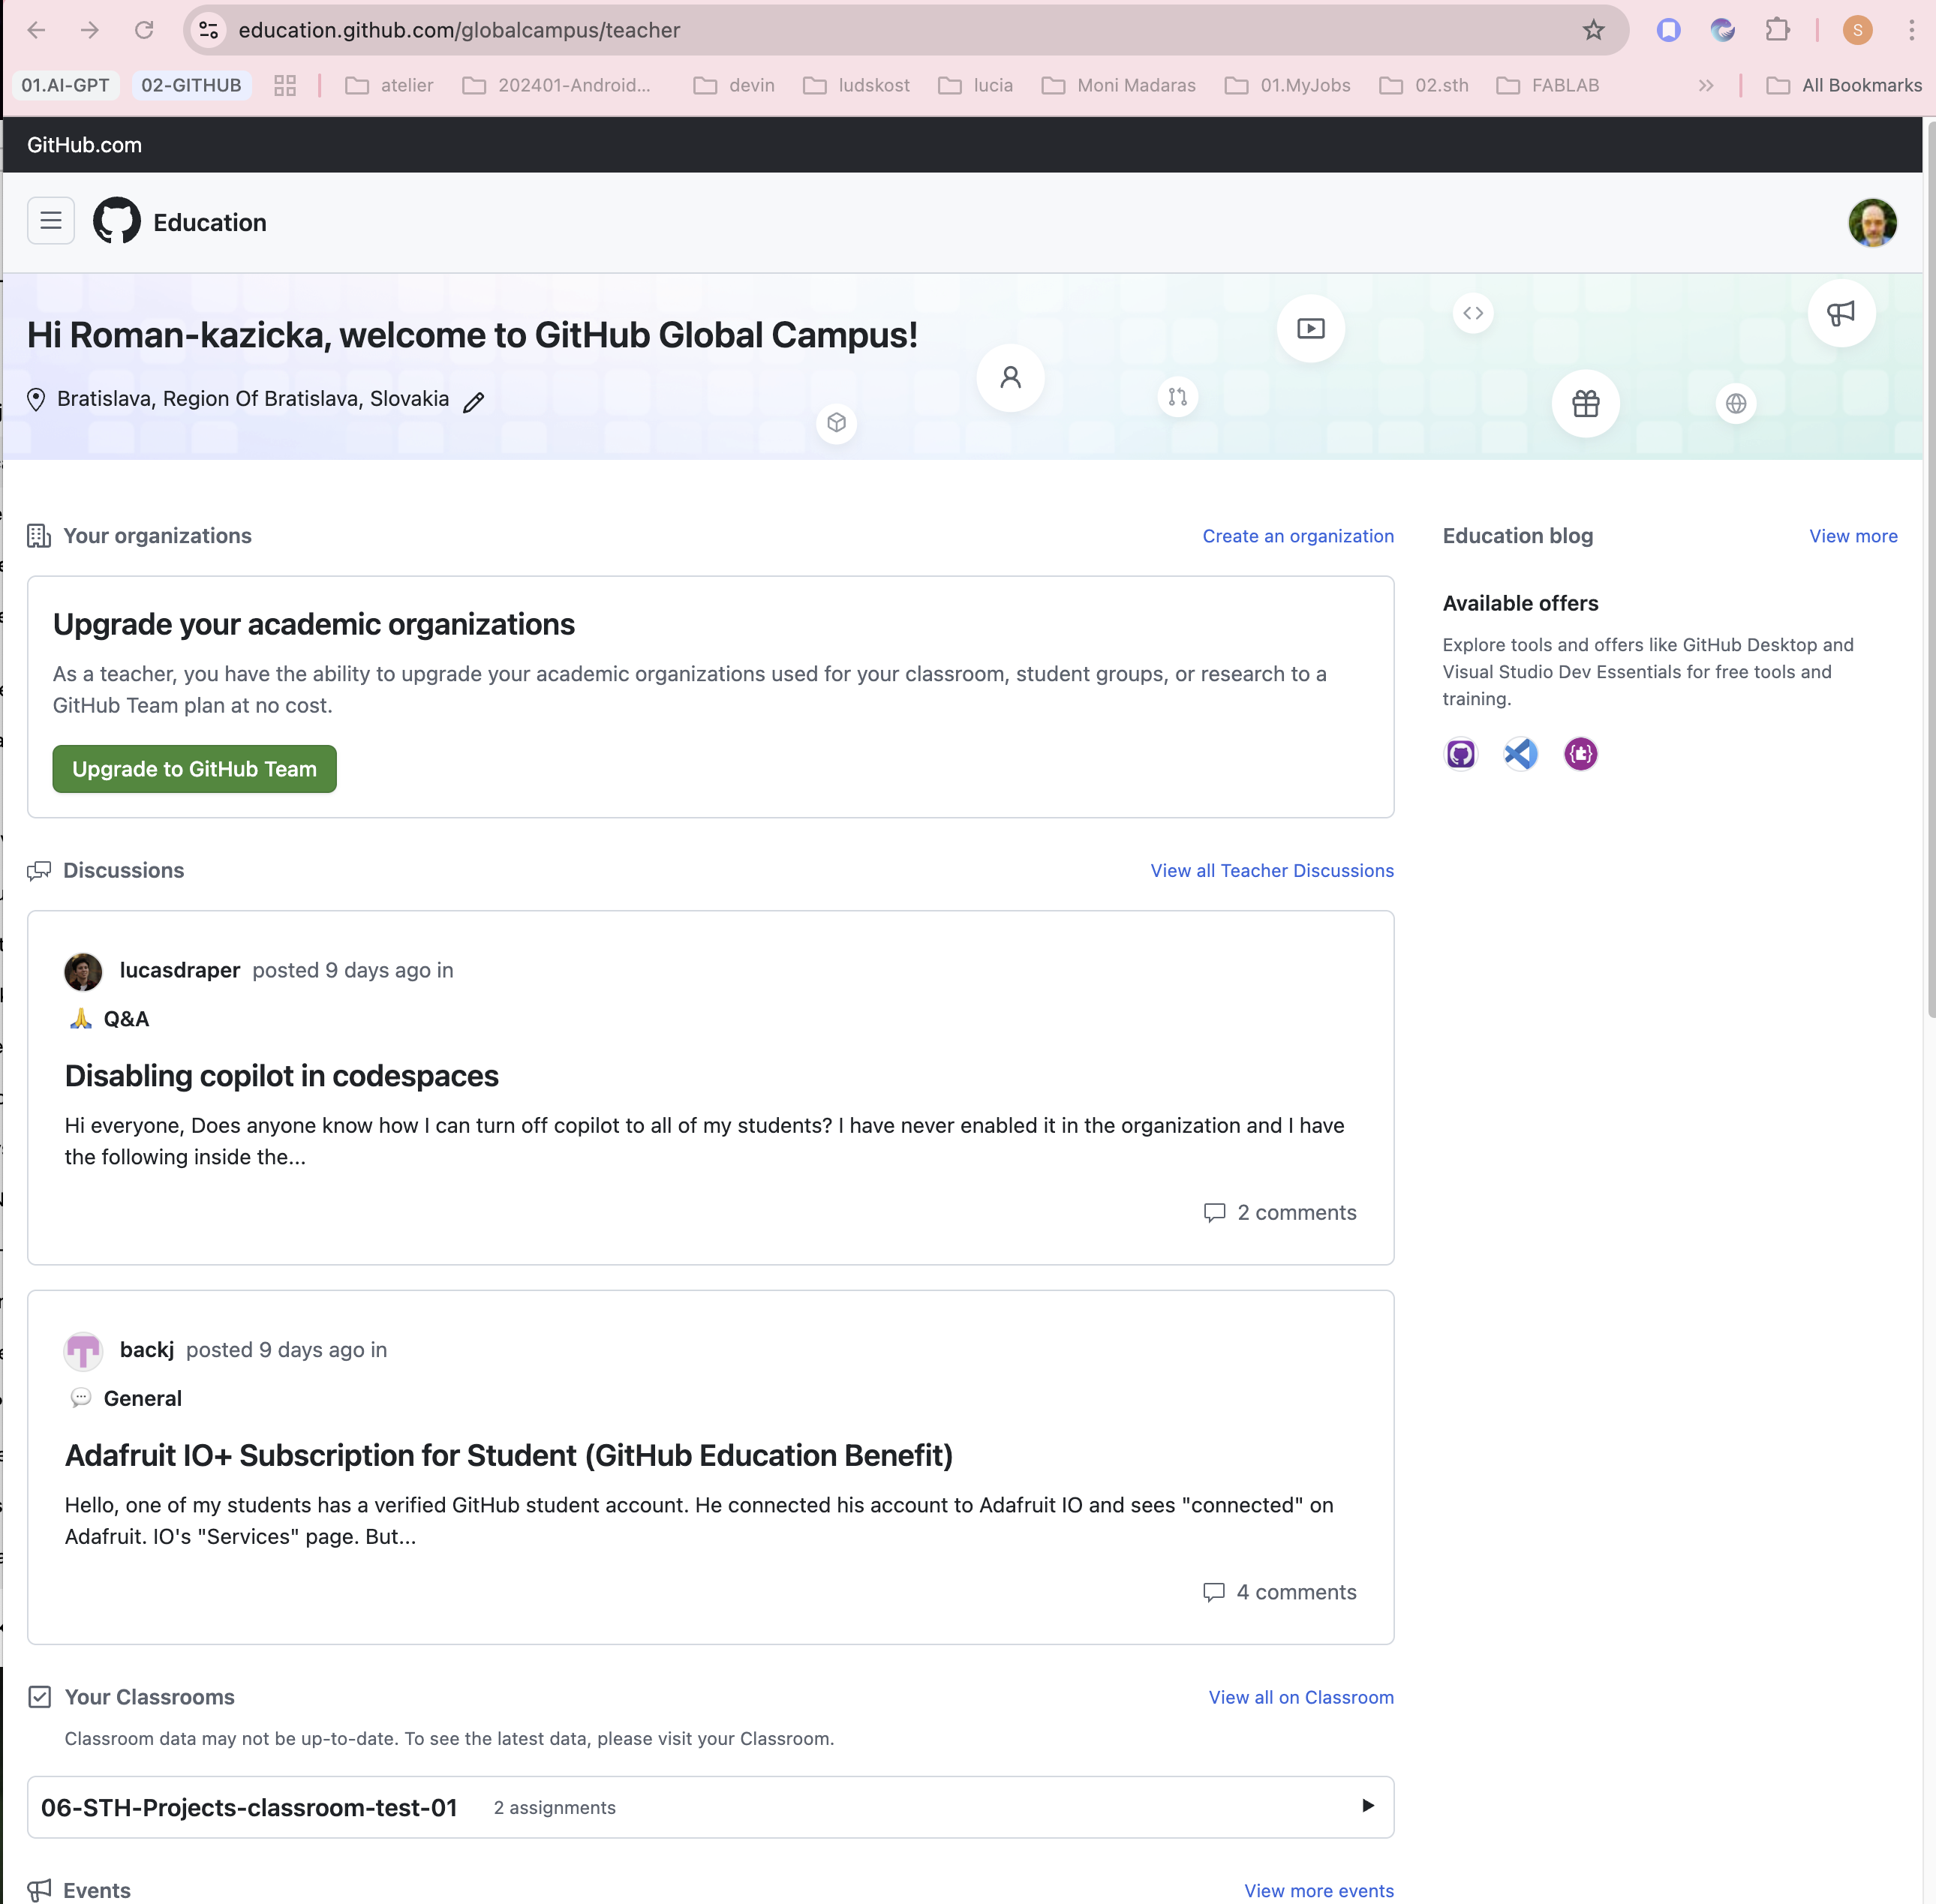 education.github.com/globalcampus/teacher
S
01.AI-GPT
02-GITHUB
atelier
202401-Android...
devin
ludskost
lucia
Moni Madaras
01.MyJobs
02.sth
FABLAB
All Bookmarks
GitHub.com
Education
Hi Roman-kazicka, welcome to GitHub Global Campus!
Bratislava, Region Of Bratislava, Slovakia
Your organizations
Create an organization
Upgrade your academic organizations
As a teacher, you have the ability to upgrade your academic organizations used for your classroom, student groups, or research to a
GitHub Team plan at no cost.
Upgrade to GitHub Team
Education blog
View more
Available offers
Explore tools and offers like GitHub Desktop and
Visual Studio Dev Essentials for free tools and
training.
Discussions
View all Teacher Discussions
lucasdraper posted 9 days ago in
🙏 Q&A
Disabling copilot in codespaces
Hi everyone, Does anyone know how I can turn off copilot to all of my students? I have never enabled it in the organization and I have
the following inside the...
2 comments
backj posted 9 days ago in
💬 General
Adafruit IO+ Subscription for Student (GitHub Education Benefit)
Hello, one of my students has a verified GitHub student account. He connected his account to Adafruit IO and sees "connected" on
Adafruit. IO's "Services" page. But...
4 comments
Your Classrooms
View all on Classroom
Classroom data may not be up-to-date. To see the latest data, please visit your Classroom.
06-STH-Projects-classroom-test-01
2 assignments
Events
View more events